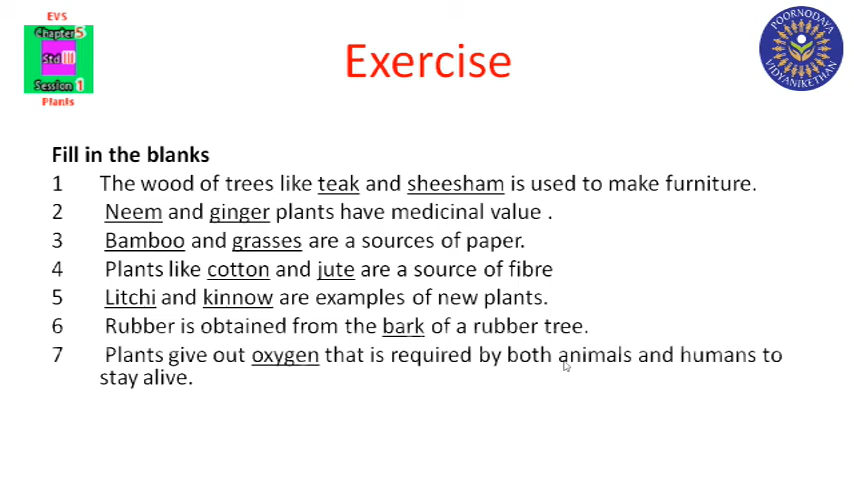 EVS
Chapter 5
Std III
Session 1
Plants
POORNODAYA
VIDYANIKETHAN
Exercise
Fill in the blanks
1 The wood of trees like teak and sheesham is used to make furniture.
2 Neem and ginger plants have medicinal value .
3 Bamboo and grasses are a sources of paper.
4 Plants like cotton and jute are a source of fibre
5 Litchi and kinnow are examples of new plants.
6 Rubber is obtained from the bark of a rubber tree.
7 Plants give out oxygen that is required by both animals and humans to
stay alive.